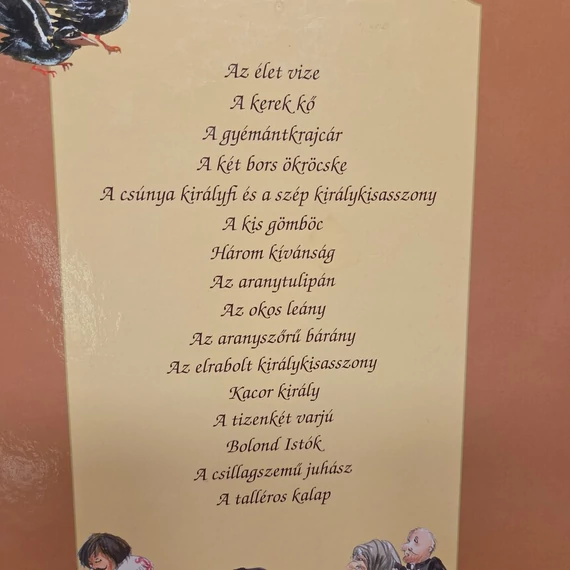 Az élet vize
A kerek kő
A gyémántkrajcár
A két bors ökröcske
A csúnya királyfi és a szép királykisasszony
A kis gömböc
Három kívánság
Az aranytulipán
Az okos leány
Az aranyszőrű bárány
Az elrabolt királykisasszony
Kacor király
A tizenkét varjú
Bolond Istók
A csillagszemű juhász
A talléros kalap